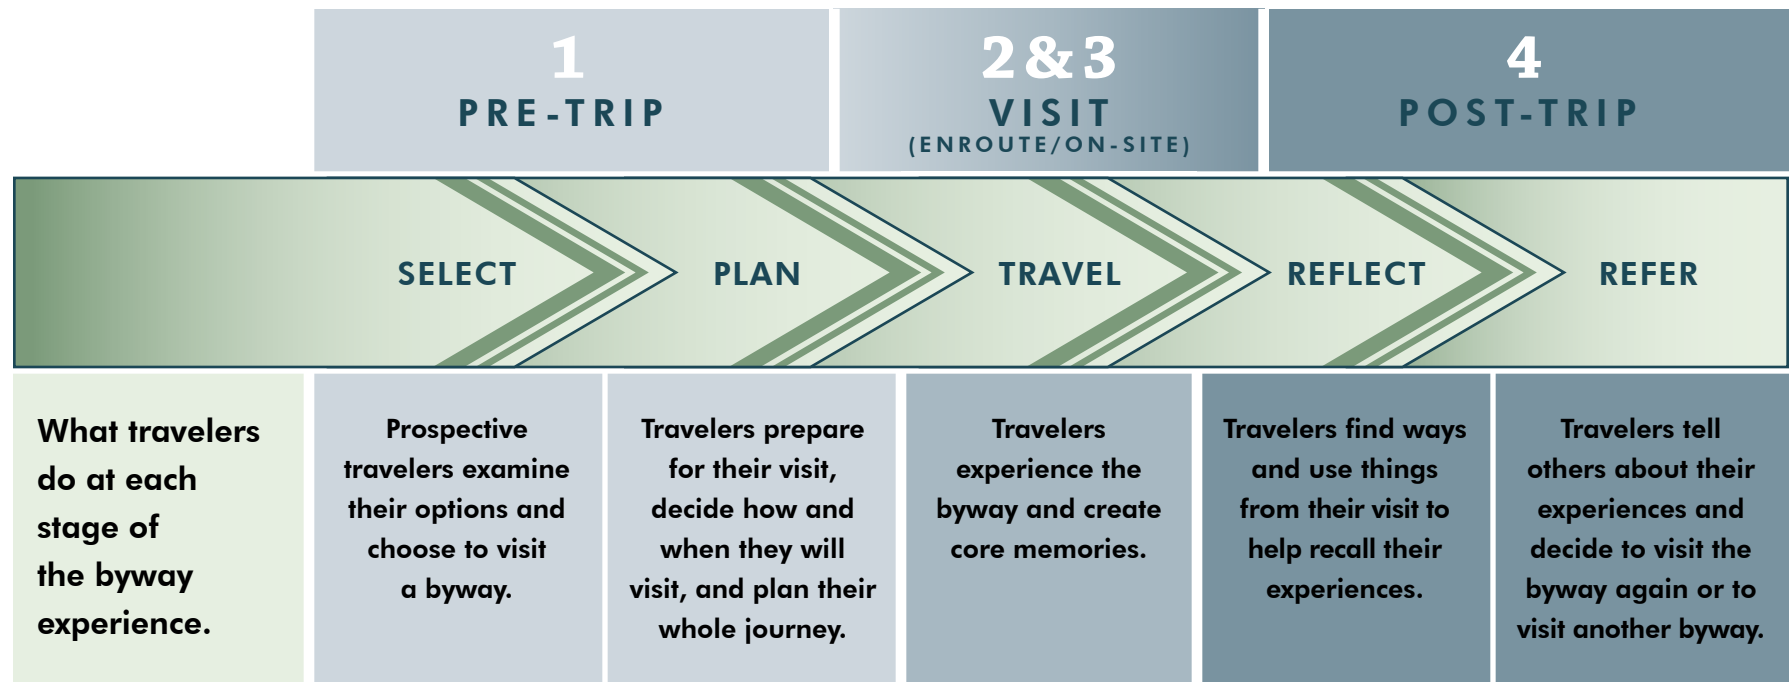 1
PRE-TRIP
2 & 3
VISIT
(ENROUTE/ON-SITE)
4
POST-TRIP
SELECT
PLAN
TRAVEL
REFLECT
REFER
What travelers
do at each
stage of
the byway
experience.
Prospective
travelers examine
their options and
choose to visit
a byway.
Travelers prepare
for their visit,
decide how and
when they will
visit, and plan their
whole journey.
Travelers
experience the
byway and create
core memories.
Travelers find ways
and use things
from their visit to
help recall their
experiences.
Travelers tell
others about their
experiences and
decide to visit the
byway again or to
visit another byway.